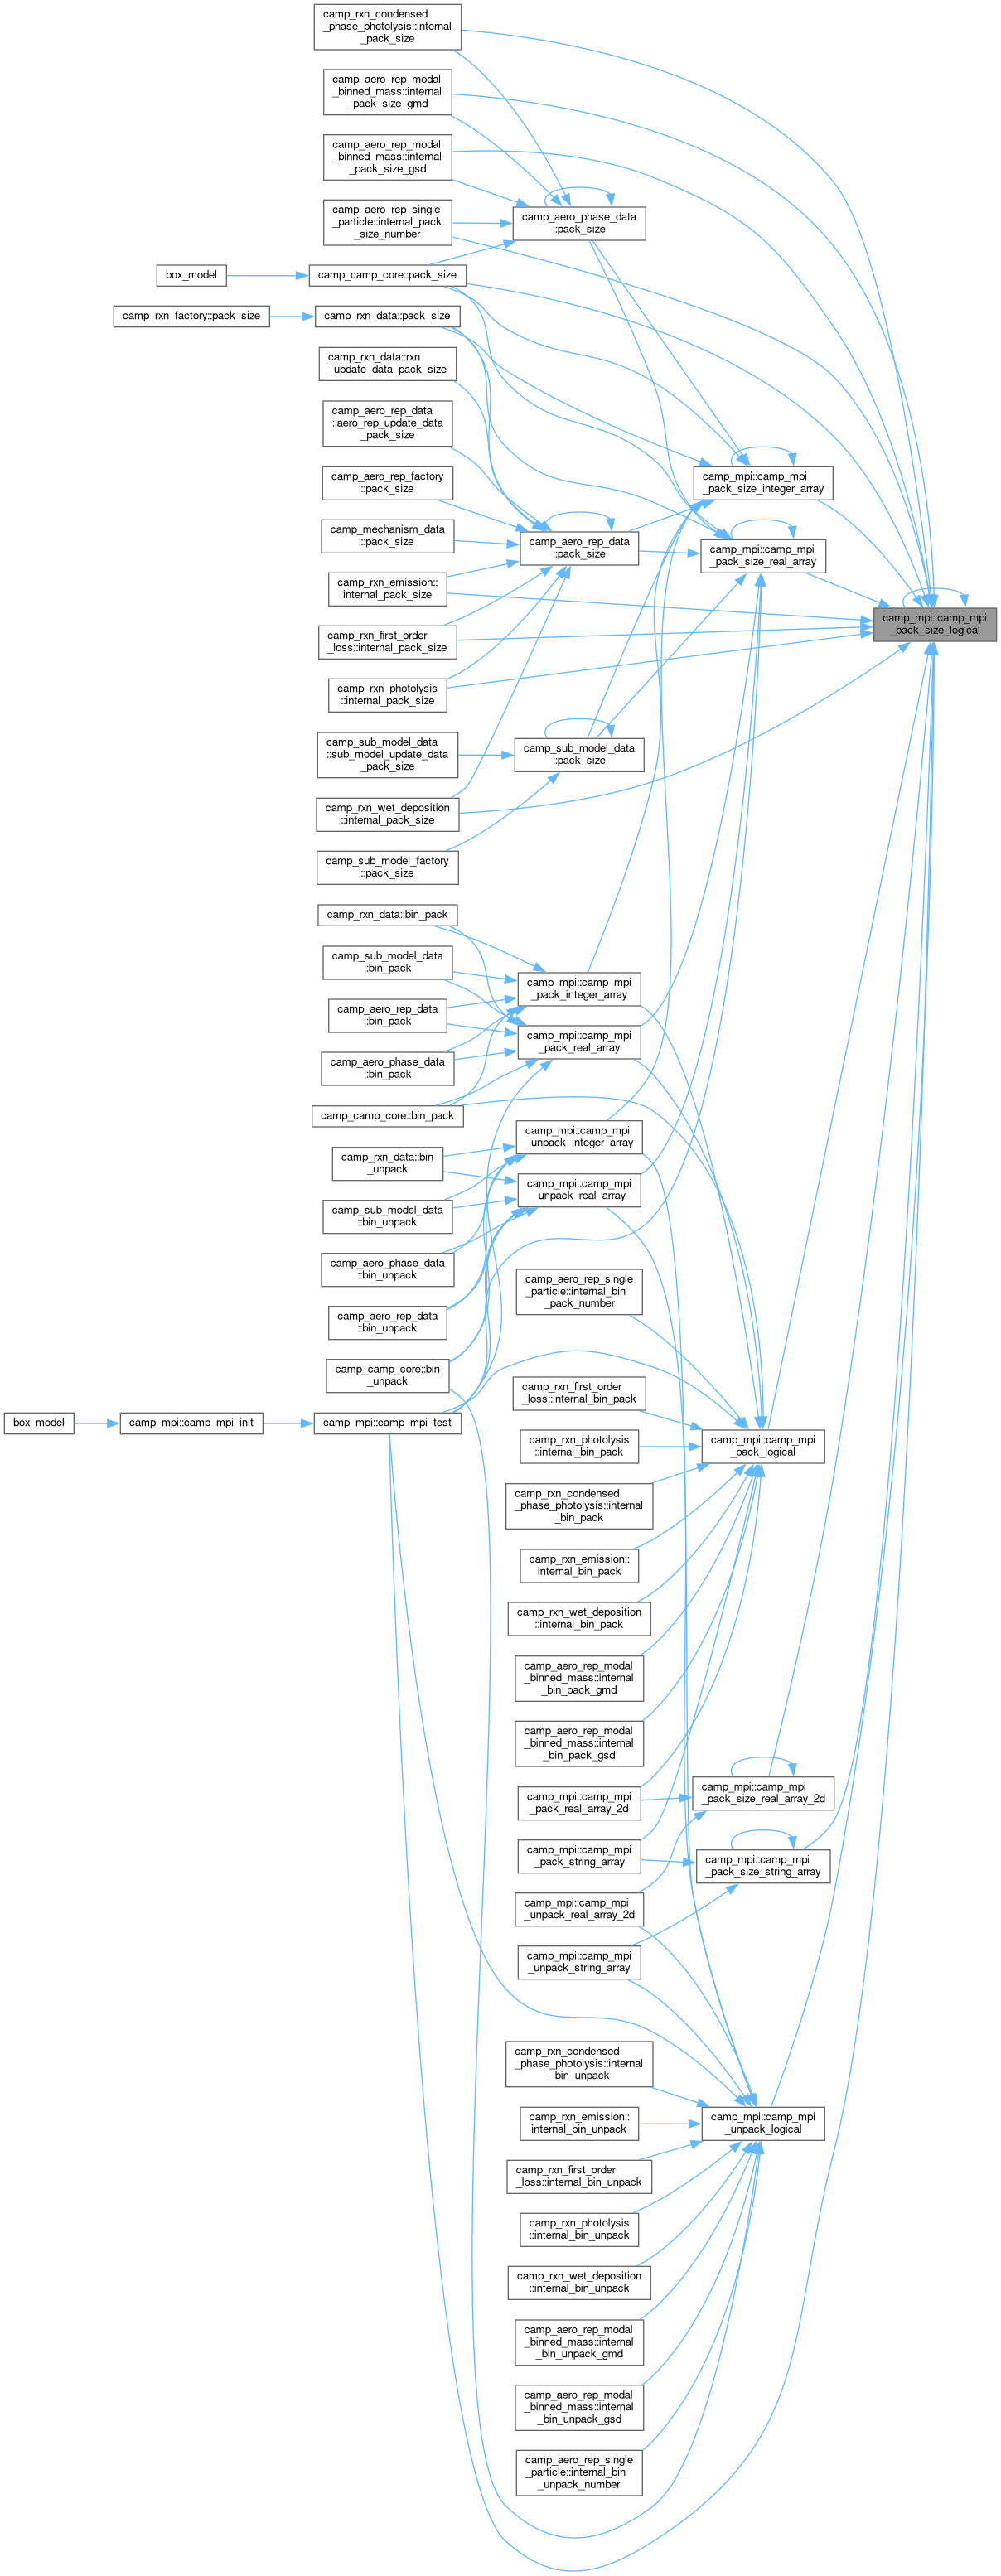 camp_rxn_condensed
_phase_photolysis::internal
_pack_size
camp_aero_rep_modal
_binned_mass::internal
_pack_size_gmd
camp_aero_rep_modal
_binned_mass::internal
_pack_size_gsd
camp_aero_rep_single
_particle::internal_pack
_size_number
camp_aero_phase_data
::pack_size
box_model
camp_camp_core::pack_size
camp_rxn_factory::pack_size
camp_rxn_data::pack_size
camp_rxn_data::rxn
_update_data_pack_size
camp_aero_rep_data
::aero_rep_update_data
_pack_size
camp_aero_rep_factory
::pack_size
camp_mpi::camp_mpi
_pack_size_integer_array
camp_mechanism_data
::pack_size
camp_aero_rep_data
::pack_size
camp_mpi::camp_mpi
_pack_size_real_array
camp_rxn_emission::
internal_pack_size
camp_rxn_first_order
_loss::internal_pack_size
camp_mpi::camp_mpi
_pack_size_logical
camp_rxn_photolysis
::internal_pack_size
camp_sub_model_data
::sub_model_update_data
_pack_size
camp_sub_model_data
::pack_size
camp_rxn_wet_deposition
::internal_pack_size
camp_sub_model_factory
::pack_size
camp_rxn_data::bin_pack
camp_sub_model_data
::bin_pack
camp_mpi::camp_mpi
_pack_integer_array
camp_aero_rep_data
::bin_pack
camp_mpi::camp_mpi
_pack_real_array
camp_aero_phase_data
::bin_pack
camp_camp_core::bin_pack
camp_mpi::camp_mpi
_unpack_integer_array
camp_rxn_data::bin
_unpack
camp_mpi::camp_mpi
_unpack_real_array
camp_sub_model_data
::bin_unpack
camp_aero_phase_data
::bin_unpack
camp_aero_rep_single
_particle::internal_bin
_pack_number
camp_aero_rep_data
::bin_unpack
camp_camp_core::bin
_unpack
camp_rxn_first_order
_loss::internal_bin_pack
box_model
camp_mpi::camp_mpi_init
camp_mpi::camp_mpi_test
camp_rxn_photolysis
::internal_bin_pack
camp_mpi::camp_mpi
_pack_logical
camp_rxn_condensed
_phase_photolysis::internal
_bin_pack
camp_rxn_emission::
internal_bin_pack
camp_rxn_wet_deposition
::internal_bin_pack
camp_aero_rep_modal
_binned_mass::internal
_bin_pack_gmd
camp_aero_rep_modal
_binned_mass::internal
_bin_pack_gsd
camp_mpi::camp_mpi
_pack_real_array_2d
camp_mpi::camp_mpi
_pack_size_real_array_2d
camp_mpi::camp_mpi
_pack_string_array
camp_mpi::camp_mpi
_pack_size_string_array
camp_mpi::camp_mpi
_unpack_real_array_2d
camp_mpi::camp_mpi
_unpack_string_array
camp_rxn_condensed
_phase_photolysis::internal
_bin_unpack
camp_rxn_emission::
internal_bin_unpack
camp_mpi::camp_mpi
_unpack_logical
camp_rxn_first_order
_loss::internal_bin_unpack
camp_rxn_photolysis
::internal_bin_unpack
camp_rxn_wet_deposition
::internal_bin_unpack
camp_aero_rep_modal
_binned_mass::internal
_bin_unpack_gmd
camp_aero_rep_modal
_binned_mass::internal
_bin_unpack_gsd
camp_aero_rep_single
_particle::internal_bin
_unpack_number